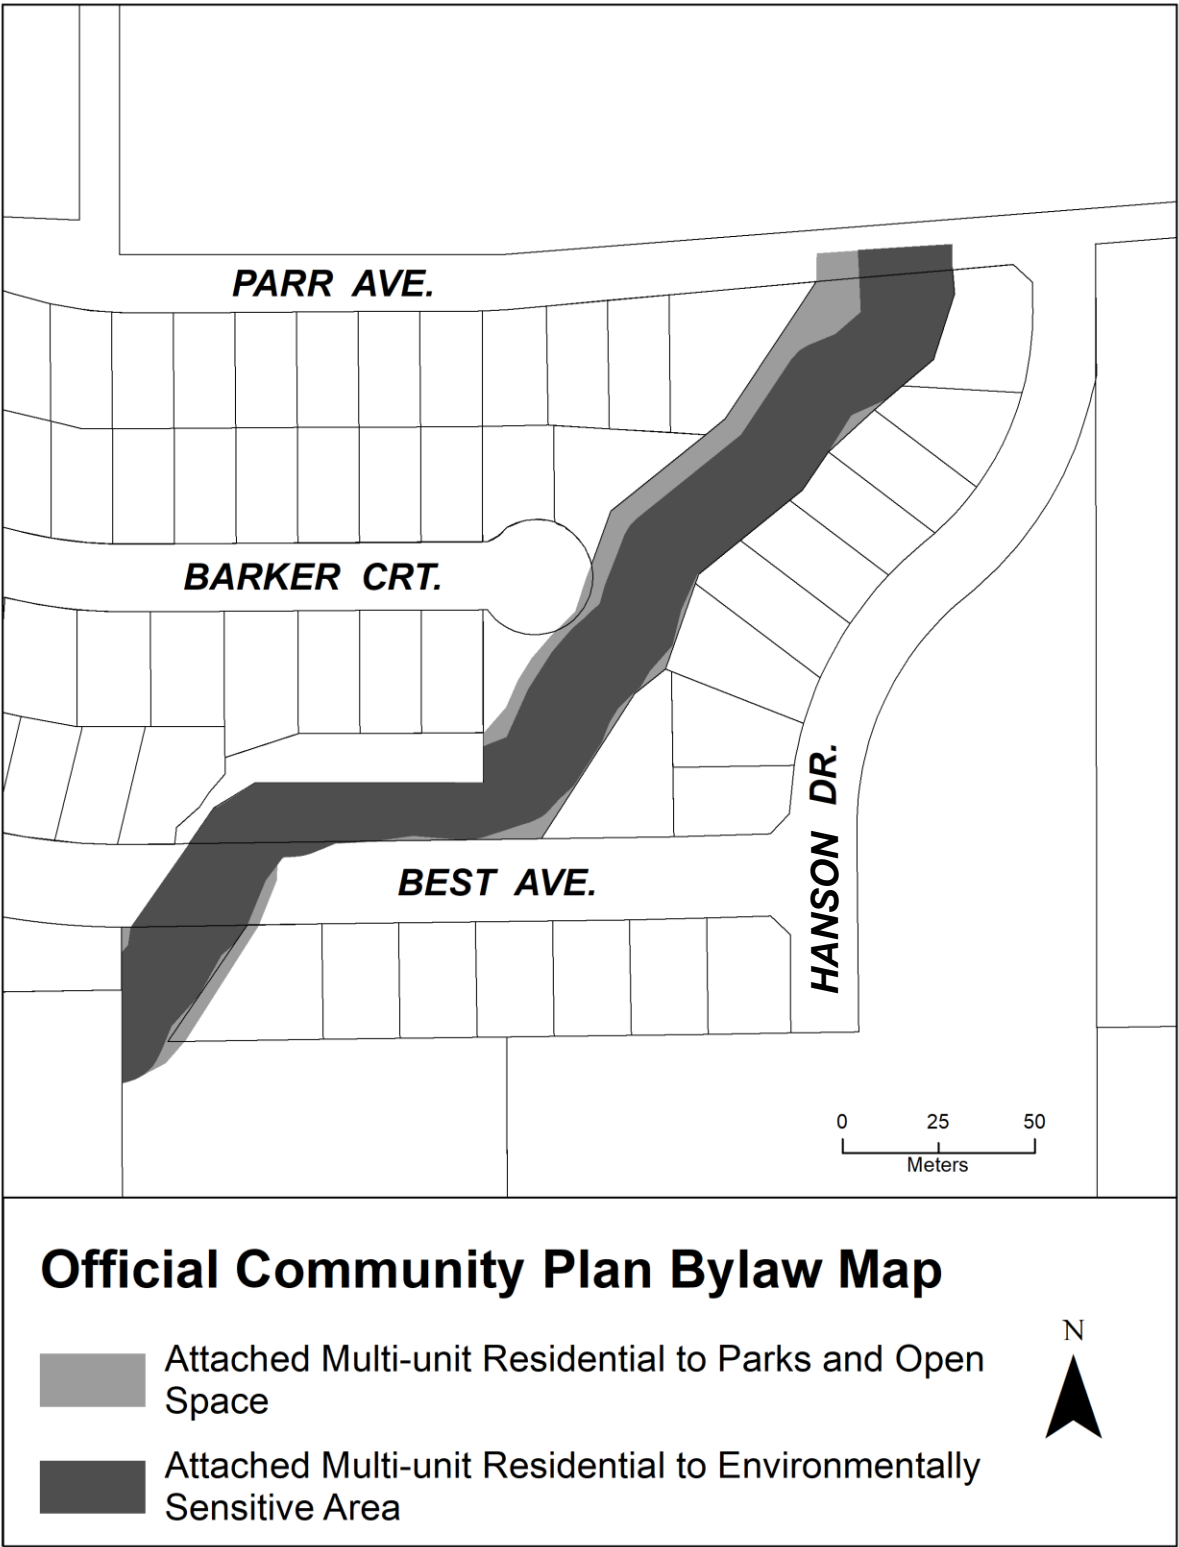 PARR AVE.
BARKER CRT.
BEST AVE.
HANSON DR.
0 25 50
Meters
Official Community Plan Bylaw Map
N
Attached Multi-unit Residential to Parks and Open
Space
Attached Multi-unit Residential to Environmentally
Sensitive Area